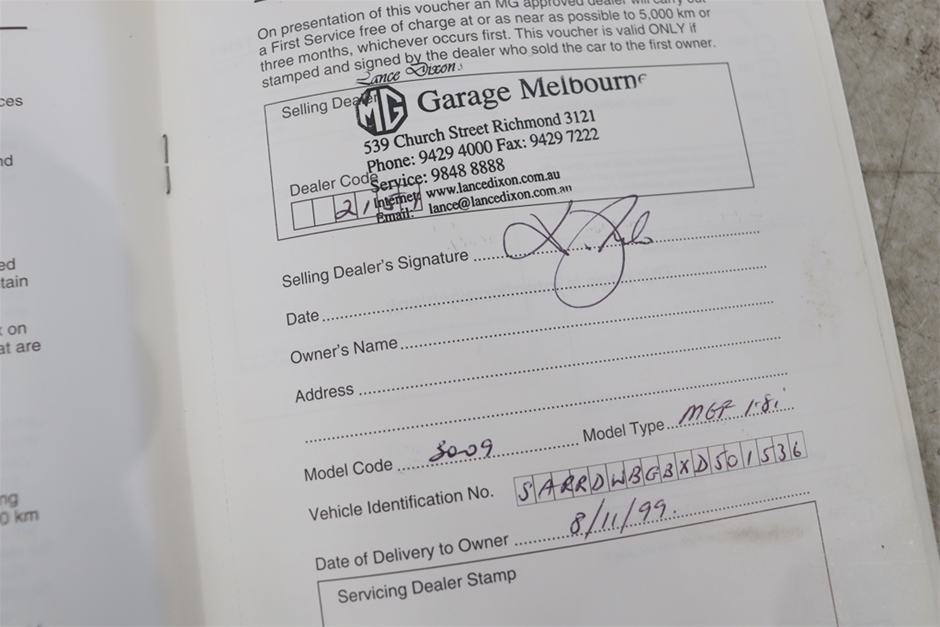 ces
nd
ed
tain
on
at are
ng
0 km
On presentation of this voucher an MG approved dealer will carry out
a First Service free of charge at or as near as possible to 5,000 km or
three months, whichever occurs first. This voucher is valid ONLY if
stamped and signed by the dealer who sold the car to the first owner.
Lance Dixons
Selling Dealer
MG Garage Melbourne
539 Church Street Richmond 3121
Phone: 9429 4000 Fax: 9429 7222
Service: 9848 8888
Dealer Code
Internet: www.lancedixon.com.au
Email: lance@lancedixon.com.au
Selling Dealer's Signature
Date
Owner's Name
Address
Model Code 3009 Model Type MGF 1.8i
Vehicle Identification No. SARRDWBGBXD501536
Date of Delivery to Owner 8/11/99.
Servicing Dealer Stamp